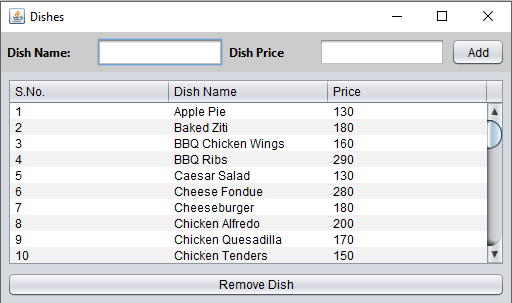 Dishes
Dish Name: Dish Price Add
S.No. Dish Name Price
1 Apple Pie 130
2 Baked Ziti 180
3 BBQ Chicken Wings 160
4 BBQ Ribs 290
5 Caesar Salad 130
6 Cheese Fondue 280
7 Cheeseburger 180
8 Chicken Alfredo 200
9 Chicken Quesadilla 170
10 Chicken Tenders 150
Remove Dish